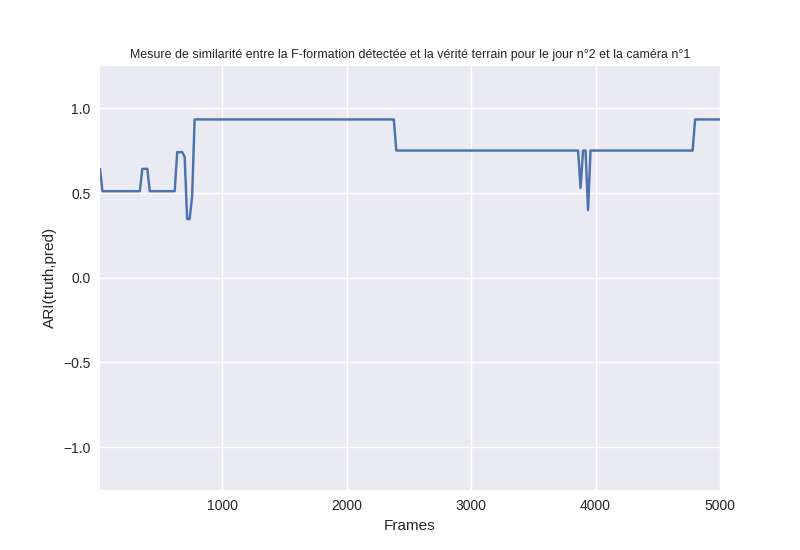 Mesure de similarité entre la F-formation détectée et la vérité terrain pour le jour n°2 et la caméra n°1
1.0
0.5
0.0
−0.5
−1.0
ARI(truth,pred)
1000 2000 3000 4000 5000
Frames